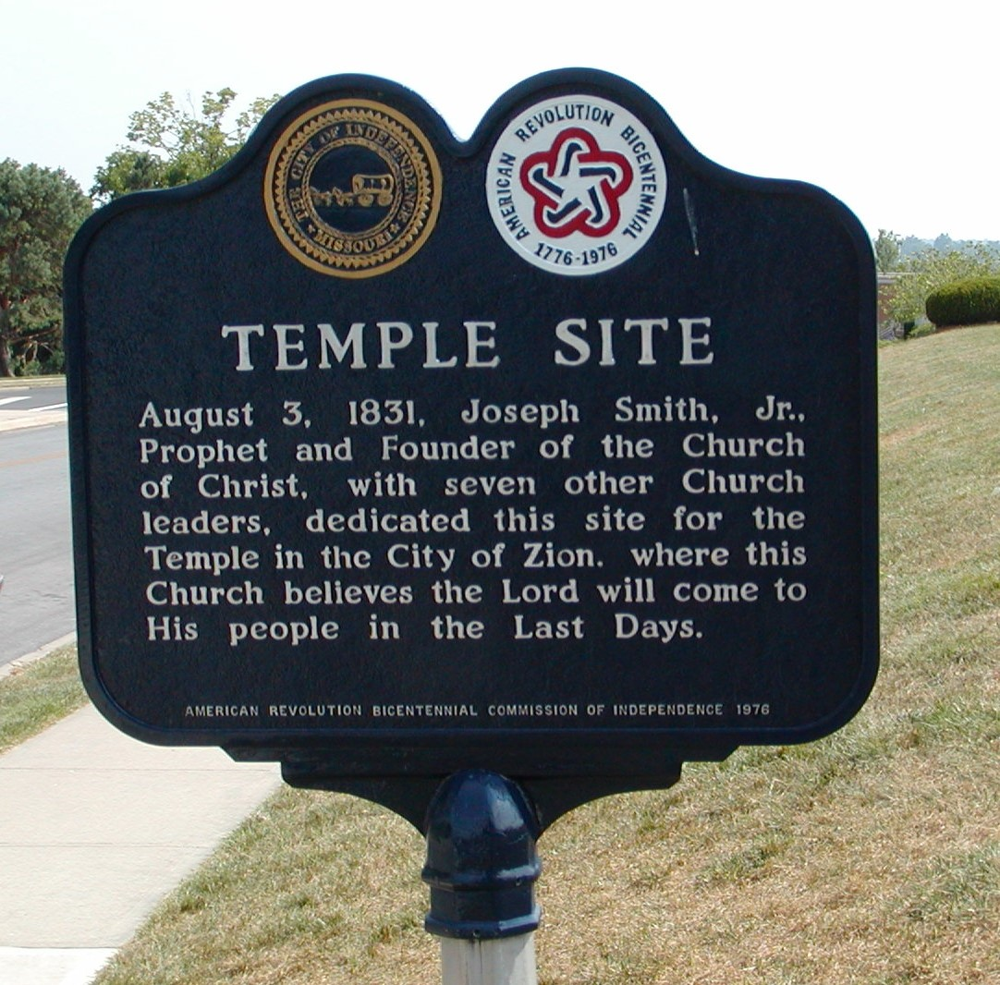 THE CITY OF INDEPENDENCE
MISSOURI
AMERICAN REVOLUTION BICENTENNIAL
1776-1976
TEMPLE SITE
August 3, 1831, Joseph Smith, Jr.,
Prophet and Founder of the Church
of Christ, with seven other Church
leaders, dedicated this site for the
Temple in the City of Zion. where this
Church believes the Lord will come to
His people in the Last Days.
AMERICAN REVOLUTION BICENTENNIAL COMMISSION OF INDEPENDENCE 1976